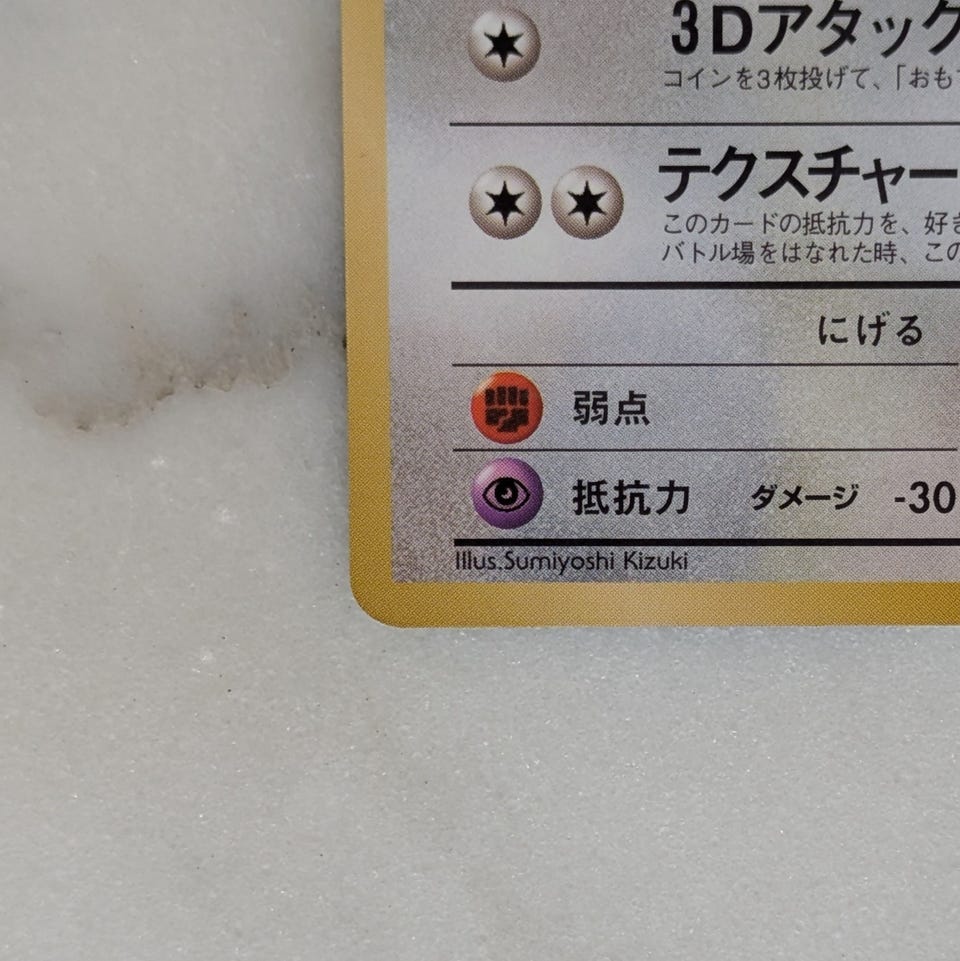 3Dアタック
コインを3枚投げて、「おも
テクスチャー
このカードの抵抗力を、好き
バトル場をはなれた時、この
にげる
弱点
抵抗力 ダメージ -30
Illus.Sumiyoshi Kizuki